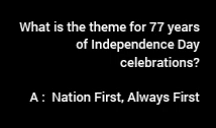 What is the theme for 77 years
of Independence Day
celebrations?
A :  Nation First, Always First